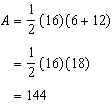 A = 1/2 (16)(6 + 12)
= 1/2 (16)(18)
= 144